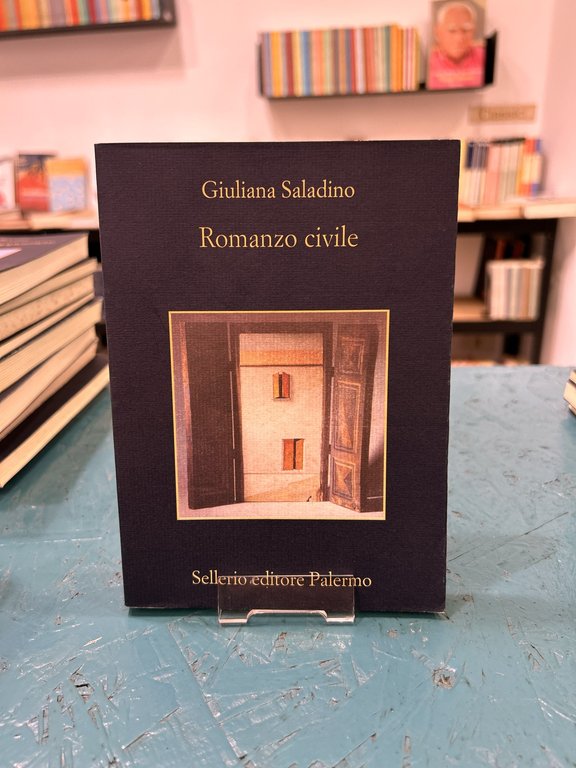 Giuliana Saladino
Romanzo civile
Sellerio editore Palermo